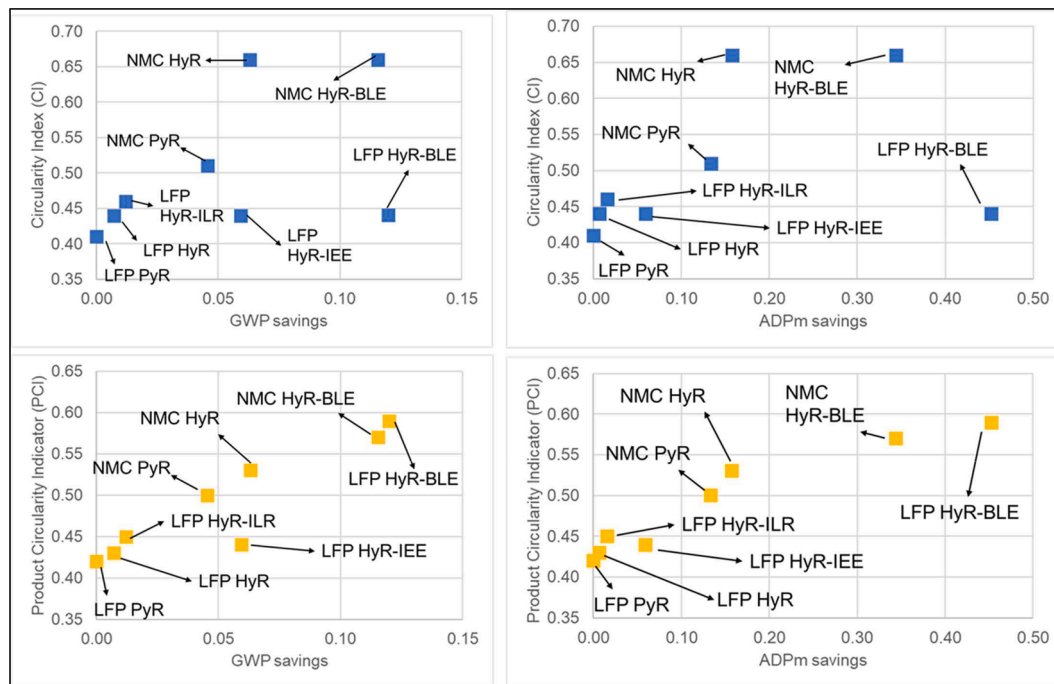 Circularity Index (CI)
0.70
0.65
0.60
0.55
0.50
0.45
0.40
0.35
NMC HyR
NMC HyR-BLE
NMC PyR
LFP HyR-BLE
LFP
HyR-ILR
LFP HyR
LFP
HyR-IEE
LFP PyR
0.00
0.05
0.10
0.15
GWP savings
Circularity Index (CI)
0.70
0.65
0.60
0.55
0.50
0.45
0.40
0.35
NMC HyR
NMC
HyR-BLE
NMC PyR
LFP HyR-BLE
LFP HyR-ILR
LFP HyR-IEE
LFP HyR
LFP PyR
0.00
0.10
0.20
0.30
0.40
0.50
ADPm savings
Product Circularity Indicator (PCI)
0.65
0.60
0.55
0.50
0.45
0.40
0.35
NMC HyR-BLE
NMC HyR
NMC PyR
LFP HyR-BLE
LFP HyR-ILR
LFP HyR-IEE
LFP HyR
LFP PyR
0.00
0.05
0.10
0.15
GWP savings
Product Circularity Indicator (PCI)
0.65
0.60
0.55
0.50
0.45
0.40
0.35
NMC HyR
NMC
HyR-BLE
NMC PyR
LFP HyR-BLE
LFP HyR-ILR
LFP HyR-IEE
LFP HyR
LFP PyR
0.00
0.10
0.20
0.30
0.40
0.50
ADPm savings